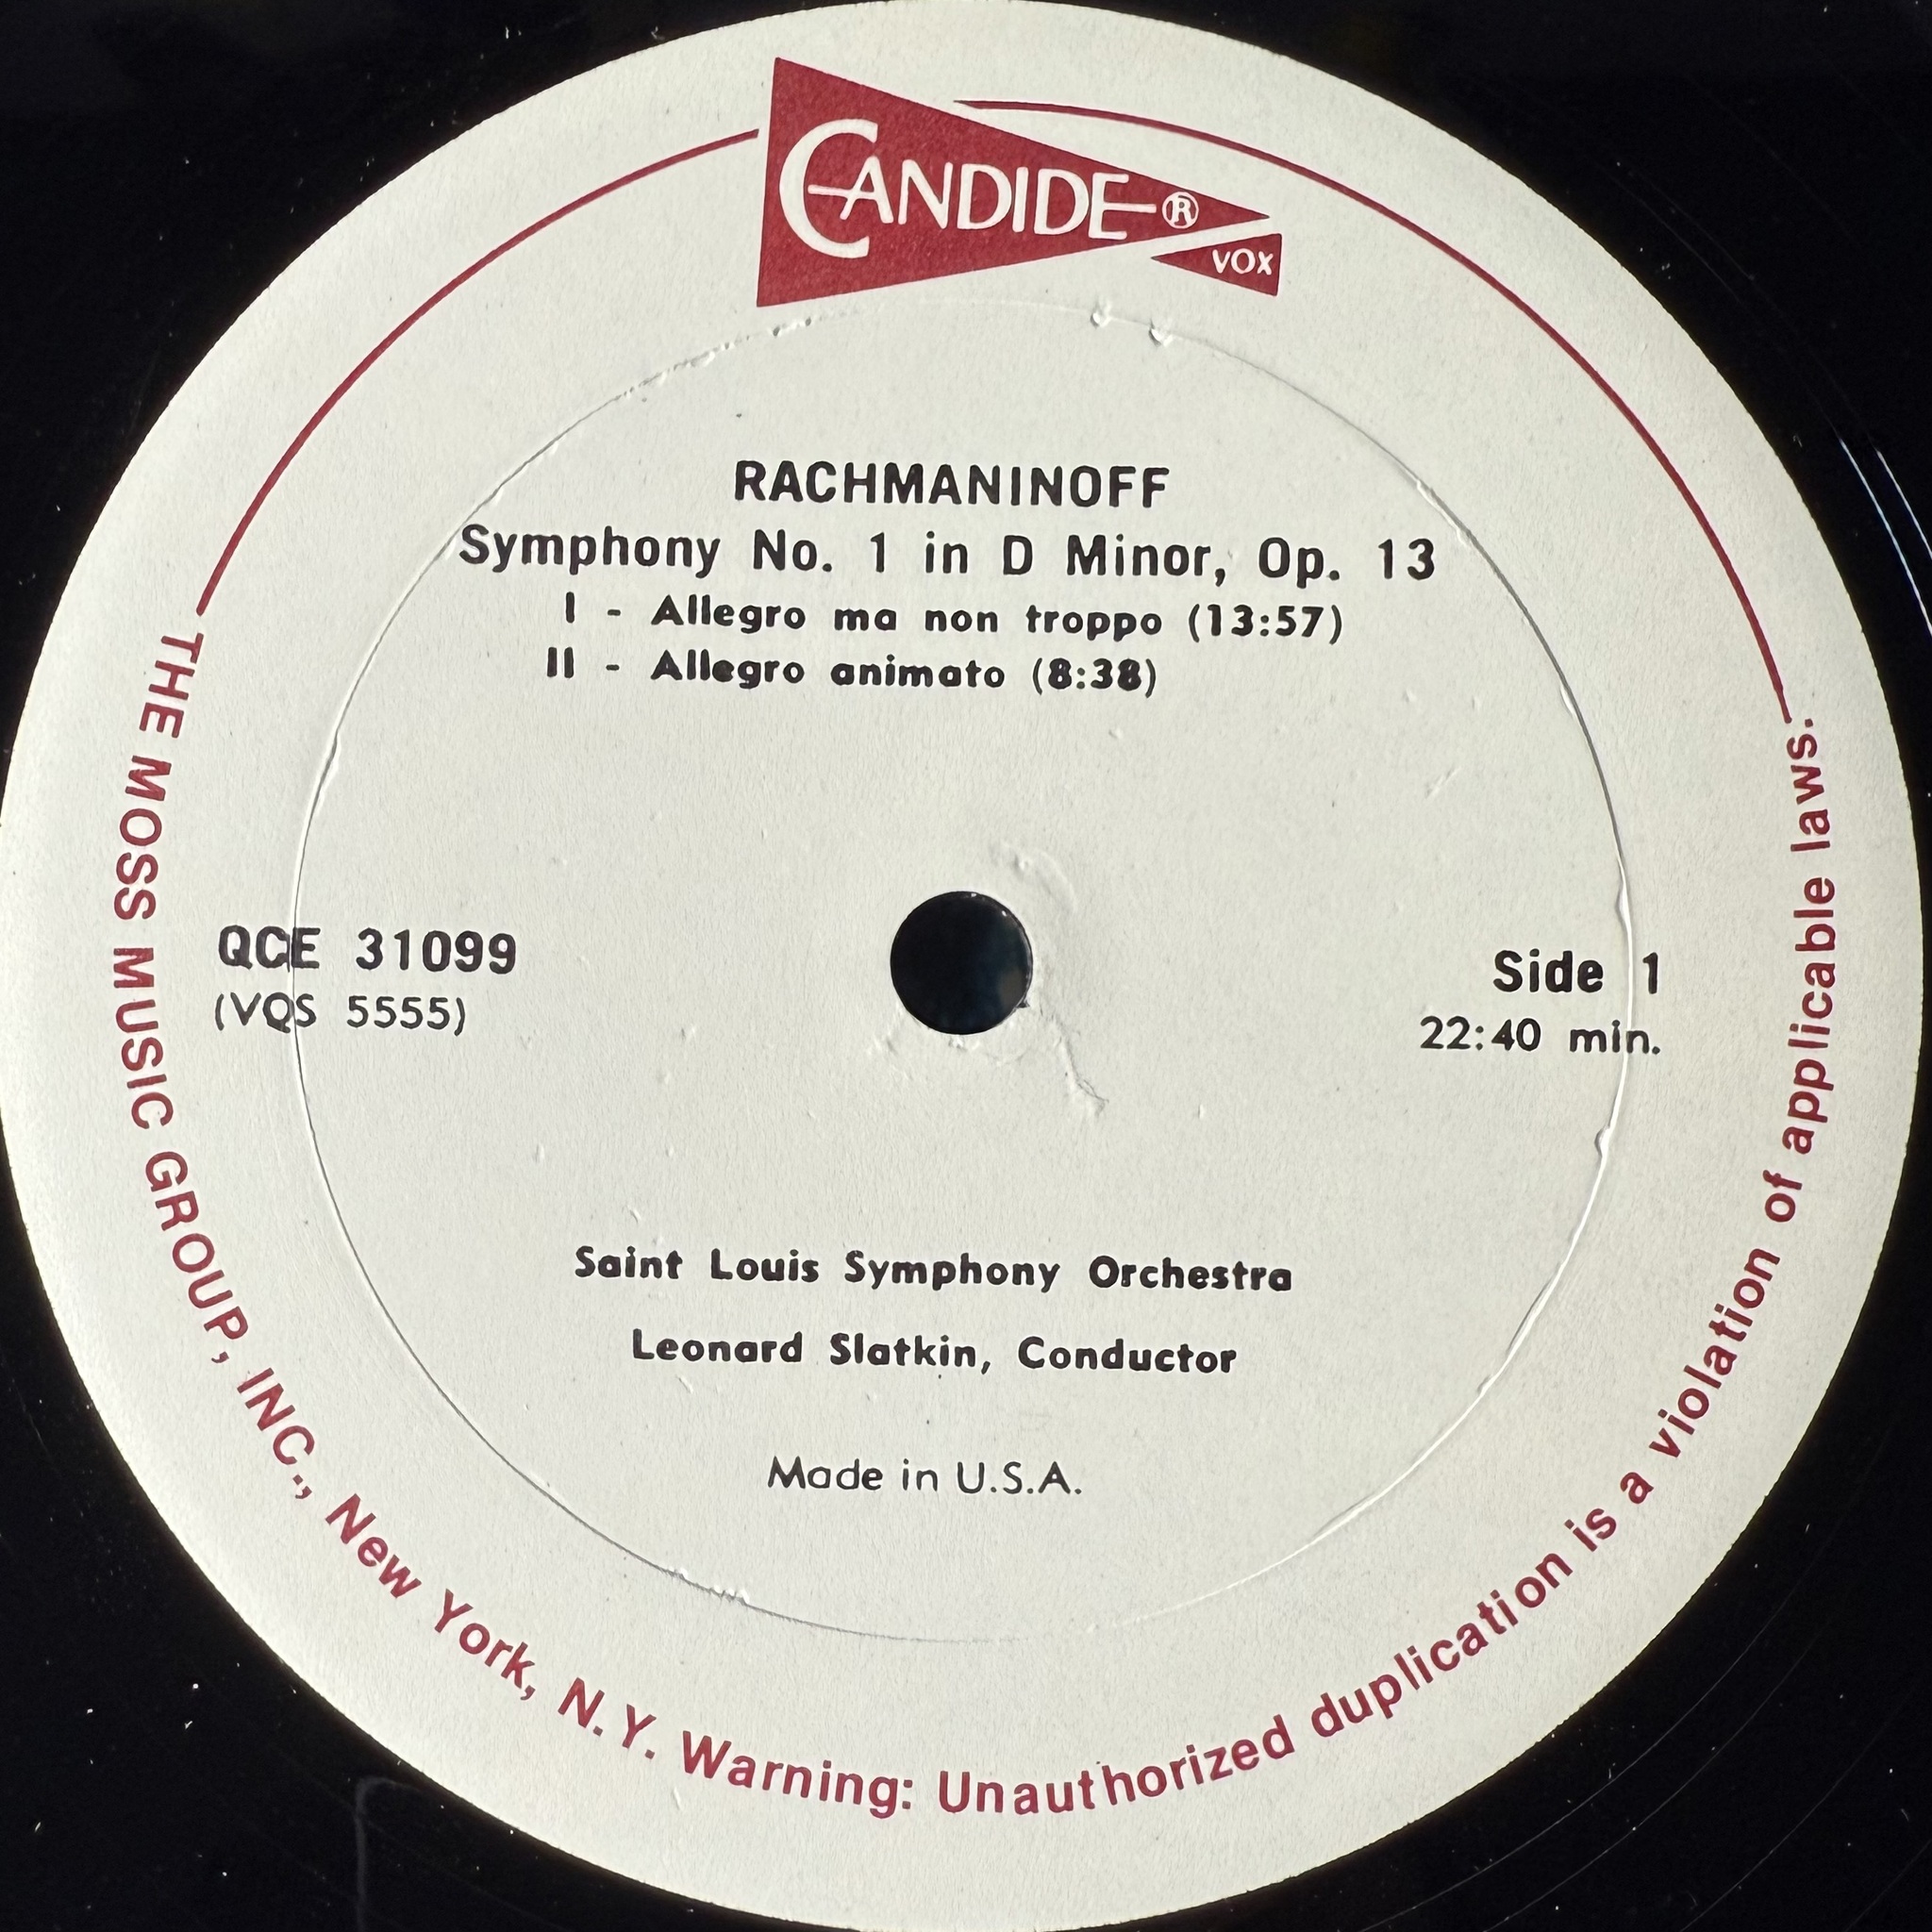 CANDIDE®
VOX
RACHMANINOFF
Symphony No. 1 in D Minor, Op. 13
I - Allegro ma non troppo (13:57)
II - Allegro animato (8:38)
QCE 31099
(VQS 5555)
Side 1
22:40 min.
Saint Louis Symphony Orchestra
Leonard Slatkin, Conductor
Made in U.S.A.
THE MOSS MUSIC GROUP, INC., New York, N.Y. Warning: Unauthorized duplication is a violation of applicable laws.